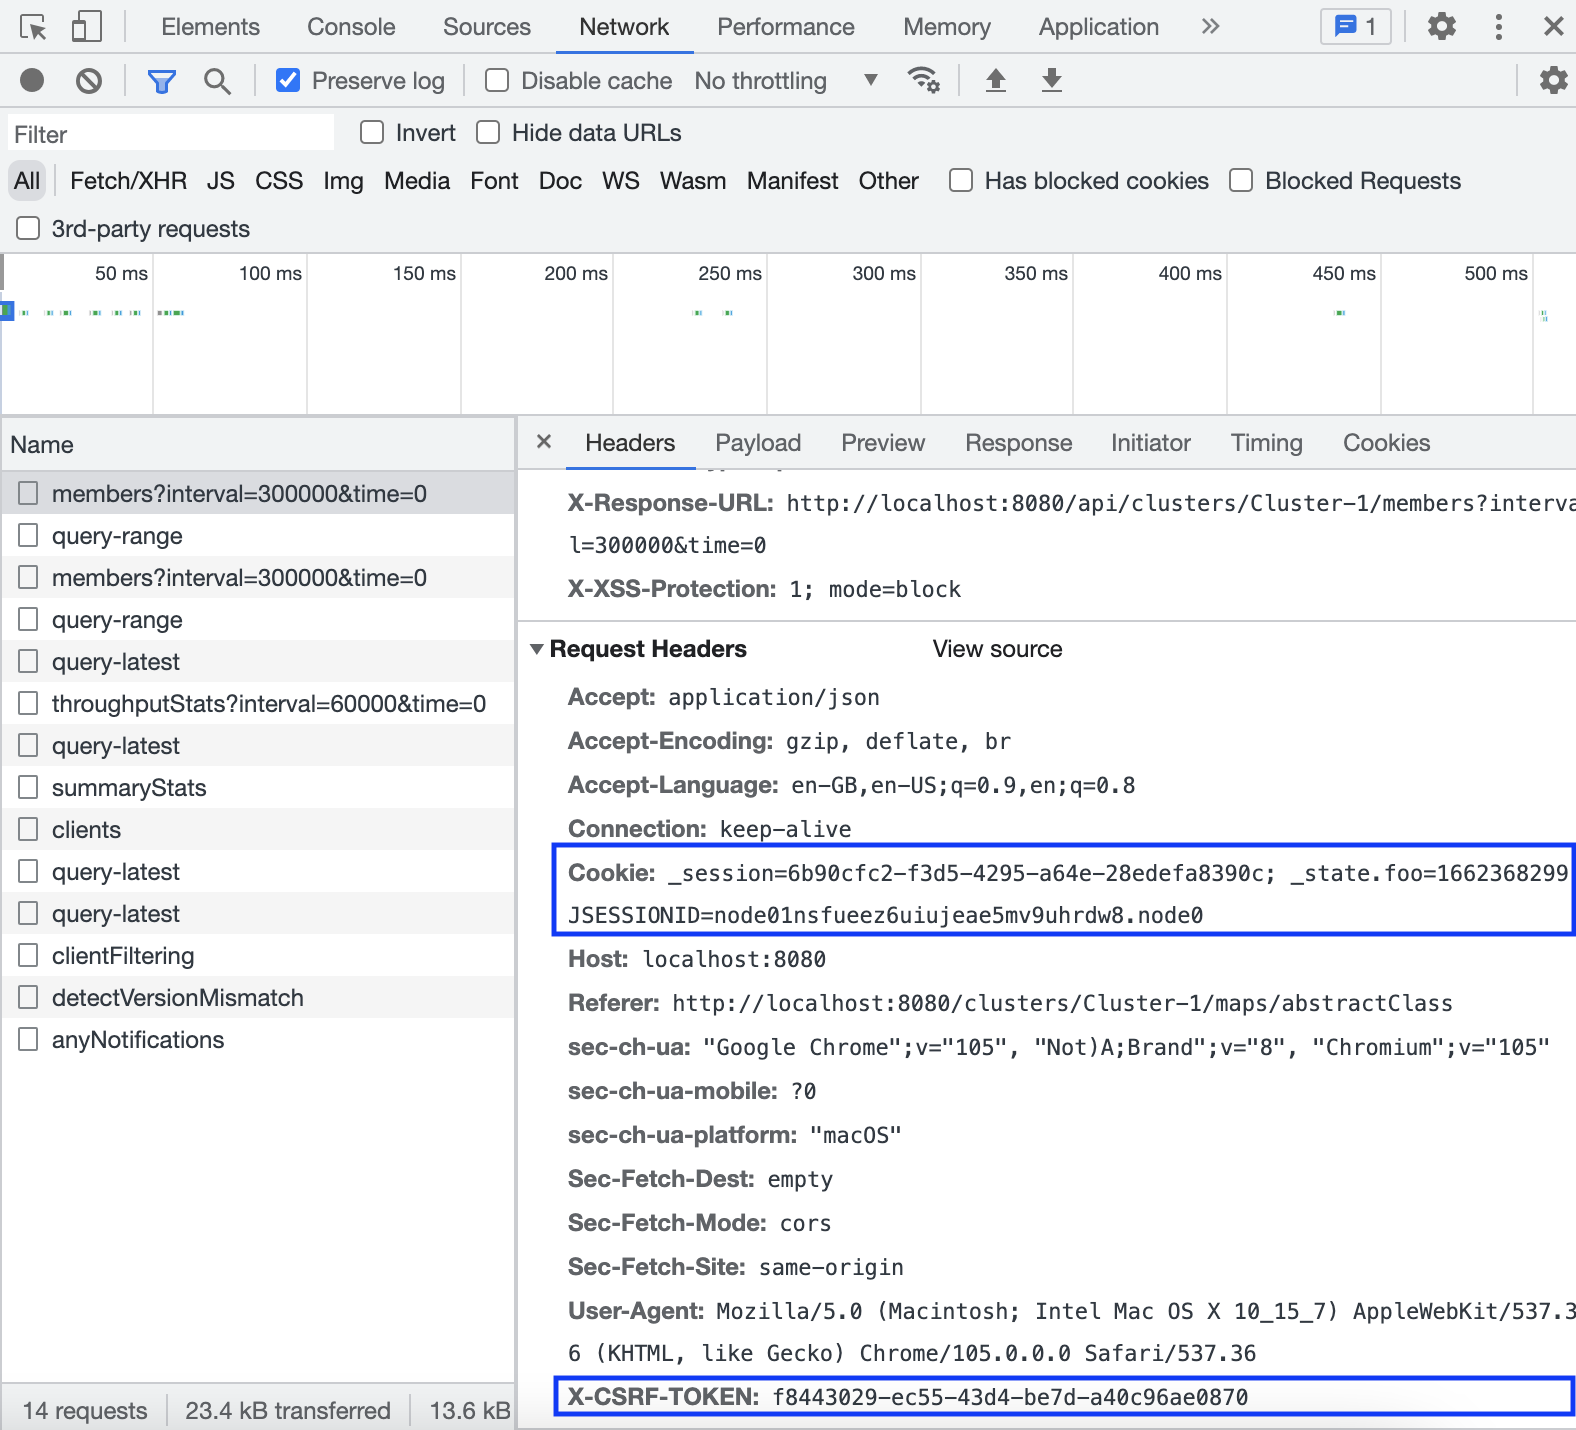 Elements Console Sources Network Performance Memory Application 1
Preserve log Disable cache No throttling
Filter Invert Hide data URLs
All Fetch/XHR JS CSS Img Media Font Doc WS Wasm Manifest Other Has blocked cookies Blocked Requests
3rd-party requests
50 ms 100 ms 150 ms 200 ms 250 ms 300 ms 350 ms 400 ms 450 ms 500 ms
Name
members?interval=300000&time=0
query-range
members?interval=300000&time=0
query-range
query-latest
throughputStats?interval=60000&time=0
query-latest
summaryStats
clients
query-latest
query-latest
clientFiltering
detectVersionMismatch
anyNotifications
14 requests 23.4 kB transferred 13.6 kB
Headers Payload Preview Response Initiator Timing Cookies
X-Response-URL: http://localhost:8080/api/clusters/Cluster-1/members?interva
l=300000&time=0
X-XSS-Protection: 1; mode=block
Request Headers View source
Accept: application/json
Accept-Encoding: gzip, deflate, br
Accept-Language: en-GB,en-US;q=0.9,en;q=0.8
Connection: keep-alive
Cookie: _session=6b90cfc2-f3d5-4295-a64e-28edefa8390c; _state.foo=1662368299
JSESSIONID=node01nsfueez6uiujeae5mv9uhrdw8.node0
Host: localhost:8080
Referer: http://localhost:8080/clusters/Cluster-1/maps/abstractClass
sec-ch-ua: "Google Chrome";v="105", "Not)A;Brand";v="8", "Chromium";v="105"
sec-ch-ua-mobile: ?0
sec-ch-ua-platform: "macOS"
Sec-Fetch-Dest: empty
Sec-Fetch-Mode: cors
Sec-Fetch-Site: same-origin
User-Agent: Mozilla/5.0 (Macintosh; Intel Mac OS X 10_15_7) AppleWebKit/537.3
6 (KHTML, like Gecko) Chrome/105.0.0.0 Safari/537.36
X-CSRF-TOKEN: f8443029-ec55-43d4-be7d-a40c96ae0870